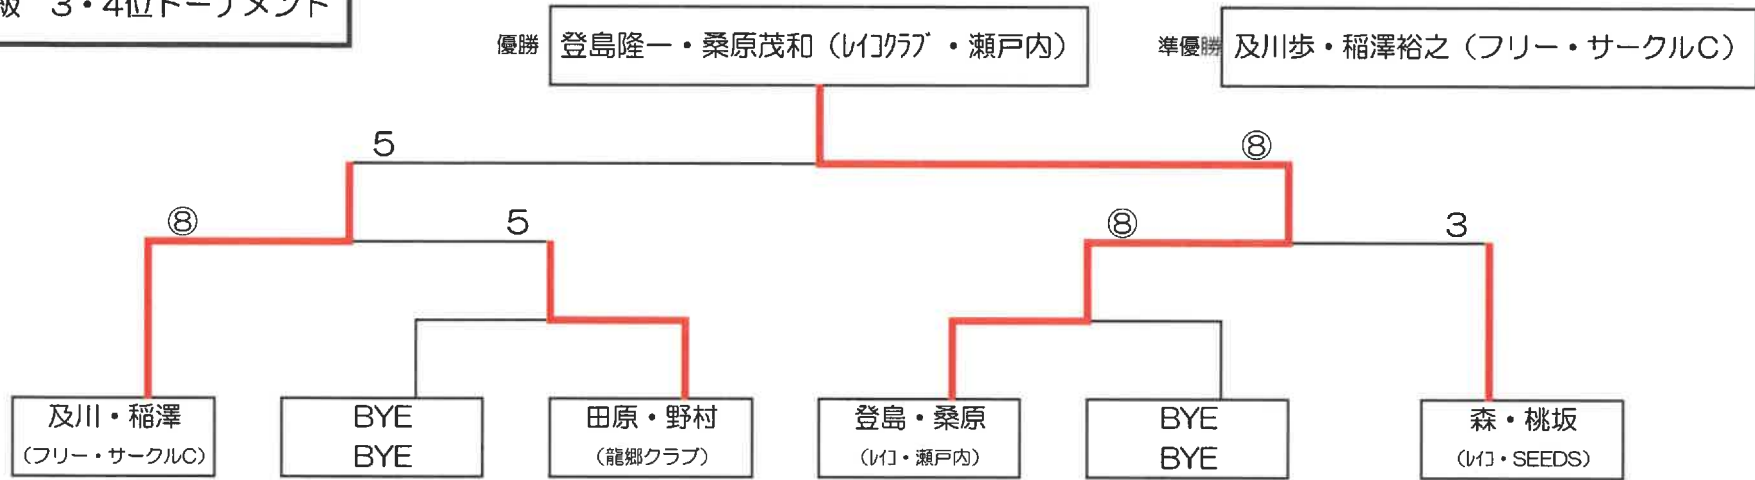 級 3・4位トーナメント
優勝 登島隆一・桑原茂和（ﾚｲｺｸﾗﾌﾞ・瀬戸内）
準優勝 及川歩・稲澤裕之（フリー・サークルC）
5
⑧
⑧
5
⑧
3
及川・稲澤
（フリー・サークルC）
BYE
BYE
田原・野村
（龍郷クラブ）
登島・桑原
（ﾚｲｺ・瀬戸内）
BYE
BYE
森・桃坂
（ﾚｲｺ・SEEDS）